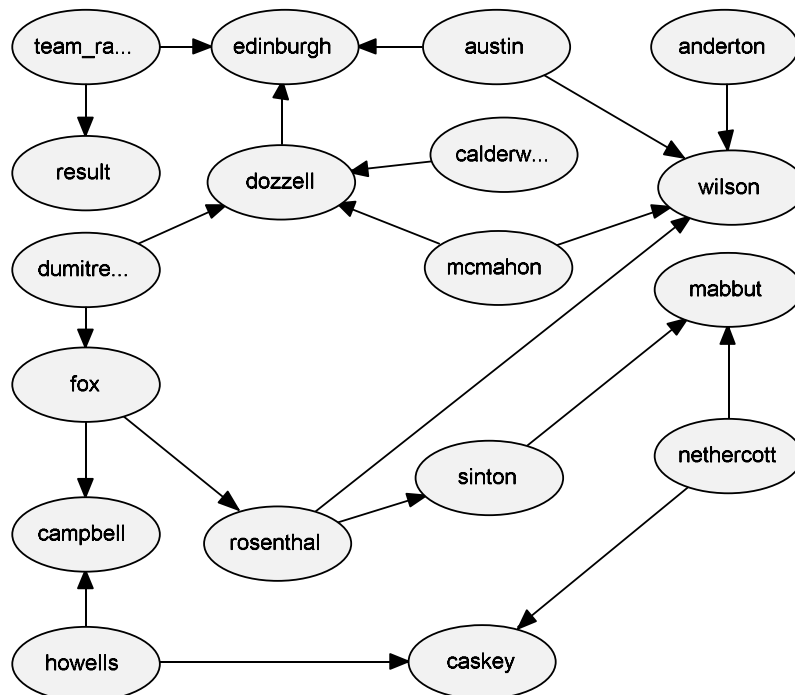 team_ra...
edinburgh
austin
anderton
result
dozzell
calderw...
wilson
dumitre...
mcmahon
mabbut
fox
sinton
nethercott
campbell
rosenthal
howells
caskey